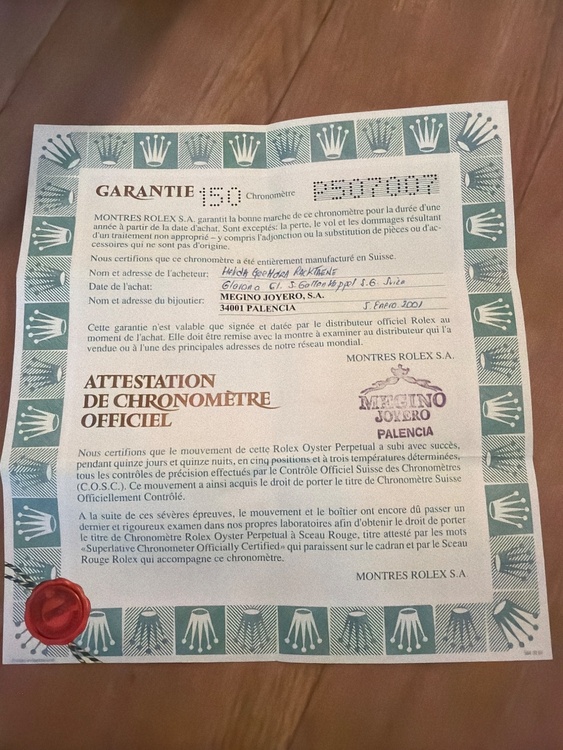 GARANTIE 150 Chronomètre P507007
MONTRES ROLEX S.A. garantit la bonne marche de ce chronomètre pour la durée d'une
année à partir de la date d'achat. Sont exceptés: la perte, le vol et les dommages résultant
d'un traitement non approprié – y compris l'adjonction ou la substitution de pièces ou d'ac-
cessoires qui ne sont pas d'origine.
Nous certifions que ce chronomètre a été entièrement manufacturé en Suisse.
Nom et adresse de l'acheteur:
Date de l'achat:
Nom et adresse du bijoutier: MEGINO JOYERO, S.A.
34001 PALENCIA 5. Enero 2001
Cette garantie n'est valable que signée et datée par le distributeur officiel Rolex au
moment de l'achat. Elle doit être remise avec la montre à examiner au distributeur qui l'a
vendue ou à l'une des principales adresses de notre réseau mondial.
MONTRES ROLEX S.A.
ATTESTATION
DE CHRONOMÈTRE
OFFICIEL
MEGINO
JOYERO
PALENCIA
Nous certifions que le mouvement de cette Rolex Oyster Perpetual a subi avec succès,
pendant quinze jours et quinze nuits, en cinq positions et à trois températures déterminées,
tous les contrôles de précision effectués par le Contrôle Officiel Suisse des Chronomètres
(C.O.S.C.). Ce mouvement a ainsi acquis le droit de porter le titre de Chronomètre Suisse
Officiellement Contrôlé.
A la suite de ces sévères épreuves, le mouvement et le boîtier ont encore dû passer un
dernier et rigoureux examen dans nos propres laboratoires afin d'obtenir le droit de porter
le titre de Chronomètre Rolex Oyster Perpetual à Sceau Rouge, titre attesté par les mots
«Superlative Chronometer Officially Certified» qui paraissent sur le cadran et par le Sceau
Rouge Rolex qui accompagne ce chronomètre.
MONTRES ROLEX S.A.